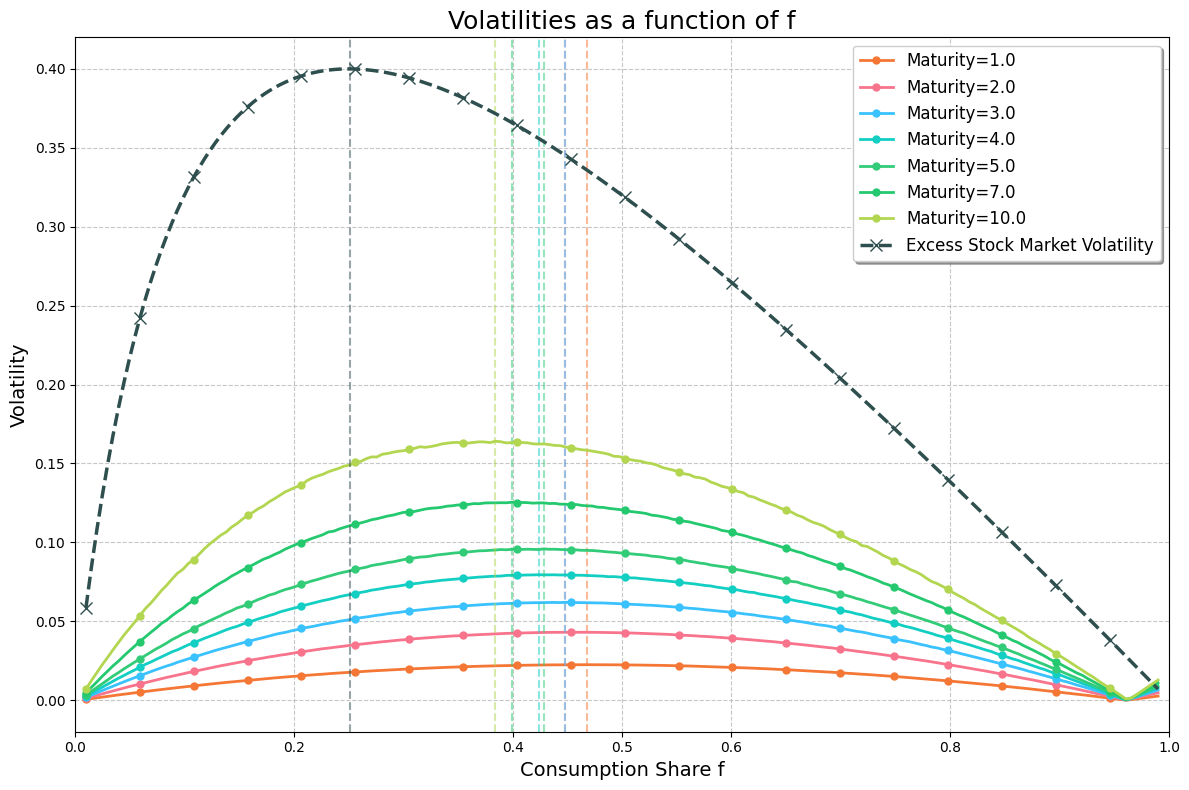 Volatilities as a function of f
Volatility
0.40
0.35
0.30
0.25
0.20
0.15
0.10
0.05
0.00
Maturity=1.0
Maturity=2.0
Maturity=3.0
Maturity=4.0
Maturity=5.0
Maturity=7.0
Maturity=10.0
Excess Stock Market Volatility
0.0 0.2 0.4 0.5 0.6 0.8 1.0
Consumption Share f